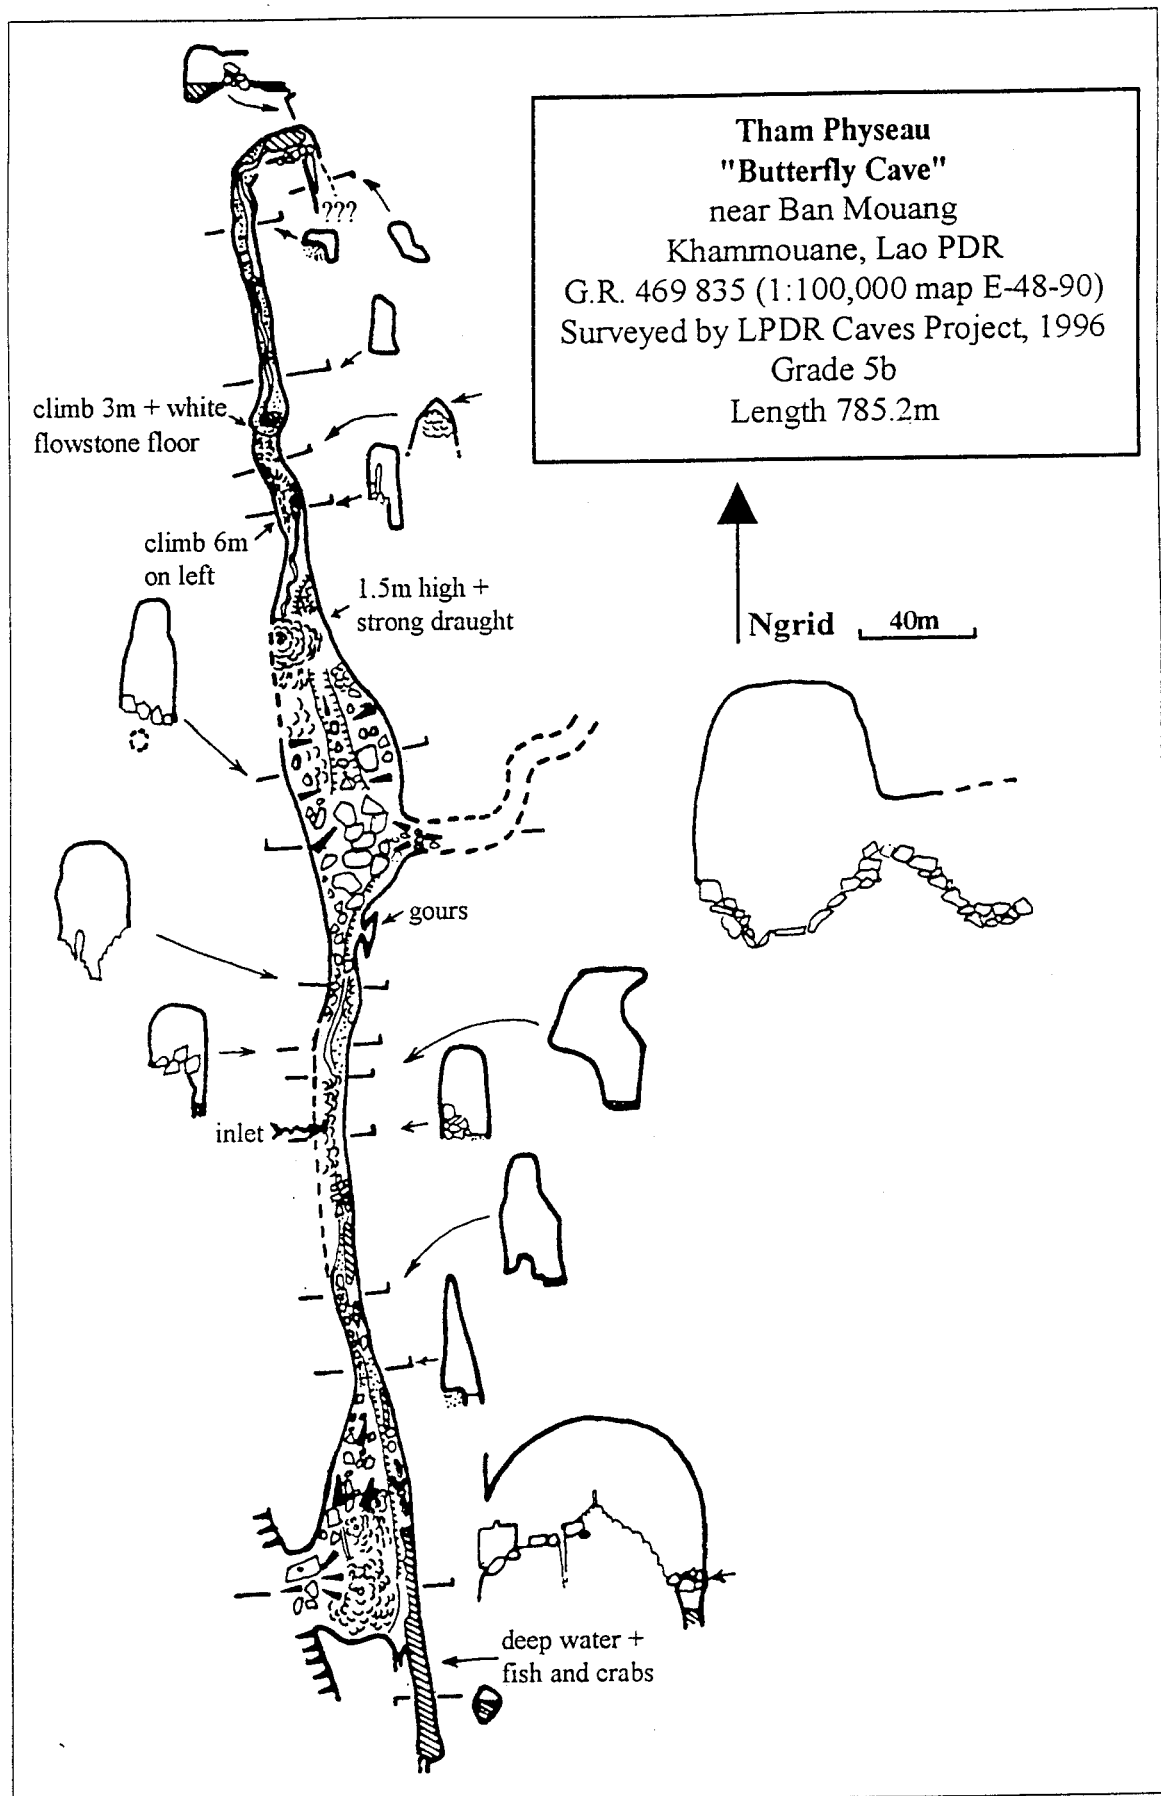 Tham Physeau
"Butterfly Cave"
near Ban Mouang
Khammouane, Lao PDR
G.R. 469 835 (1:100,000 map E-48-90)
Surveyed by LPDR Caves Project, 1996
Grade 5b
Length 785.2m
???
climb 3m + white
flowstone floor
climb 6m
on left
1.5m high +
strong draught
Ngrid
40m
gours
inlet
deep water +
fish and crabs